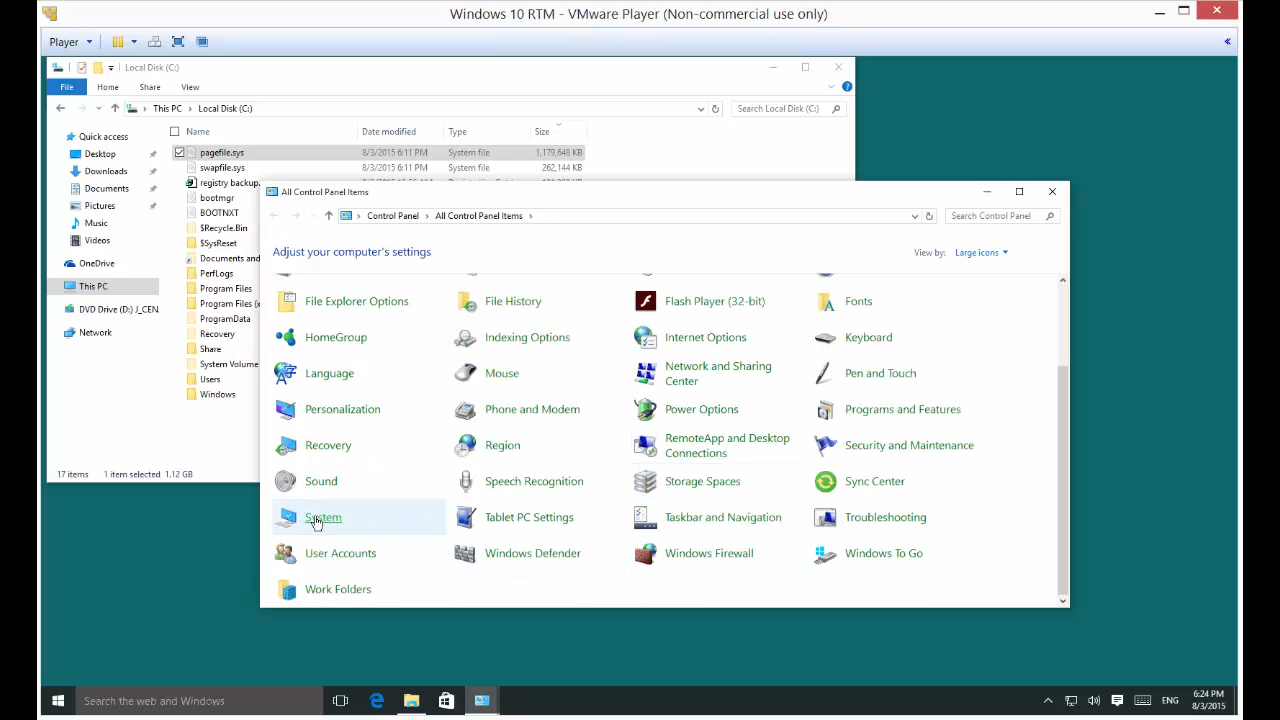 Windows 10 RTM - VMware Player (Non-commercial use only)
Player
Local Disk (C:)
File Home Share View
This PC Local Disk (C:) Search Local Disk (C:)
Name Date modified Type Size
Quick access
Desktop
Downloads
Documents
Pictures
Music
Videos
OneDrive
This PC
DVD Drive (D:) J_CEN
Network
pagefile.sys 8/3/2015 6:11 PM System file 1,179,648 KB
swapfile.sys 8/3/2015 6:11 PM System file 262,144 KB
registry backup.
bootmgr
BOOTNXT
$Recycle.Bin
$SysReset
Documents and
PerfLogs
Program Files
Program Files (x
ProgramData
Recovery
Share
System Volume
Users
Windows
17 items 1 item selected 1.12 GB
All Control Panel Items
Control Panel All Control Panel Items Search Control Panel
Adjust your computer's settings View by: Large icons
File Explorer Options File History Flash Player (32-bit) Fonts
HomeGroup Indexing Options Internet Options Keyboard
Language Mouse Network and Sharing Center Pen and Touch
Personalization Phone and Modem Power Options Programs and Features
Recovery Region RemoteApp and Desktop Connections Security and Maintenance
Sound Speech Recognition Storage Spaces Sync Center
System Tablet PC Settings Taskbar and Navigation Troubleshooting
User Accounts Windows Defender Windows Firewall Windows To Go
Work Folders
Search the web and Windows
ENG
6:24 PM
8/3/2015